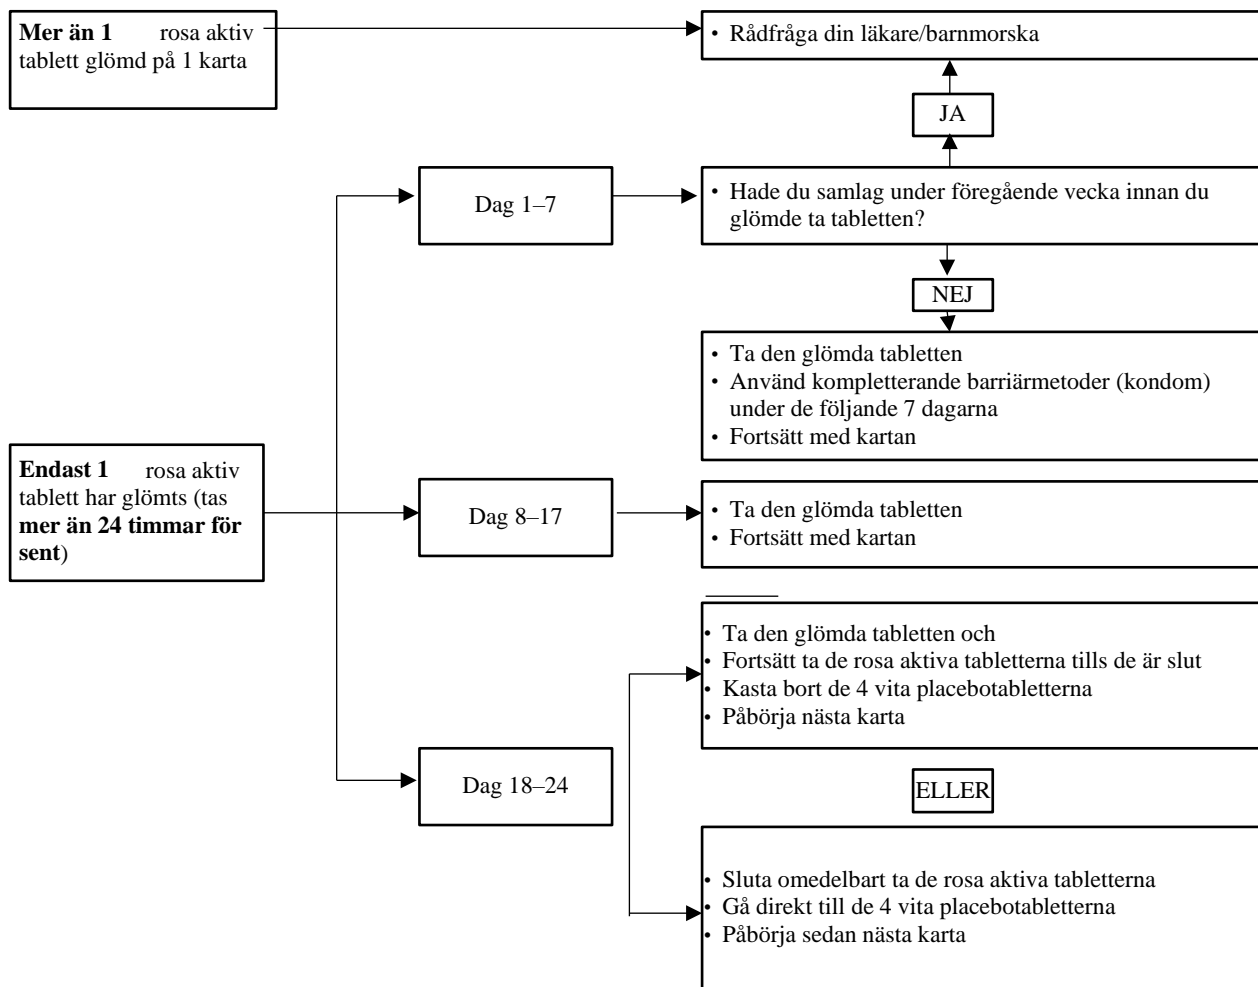 Mer än 1 rosa aktiv
tablett glömd på 1 karta
• Rådfråga din läkare/barnmorska
JA
Dag 1–7
• Hade du samlag under föregående vecka innan du
glömde ta tabletten?
NEJ
• Ta den glömda tabletten
• Använd kompletterande barriärmetoder (kondom)
under de följande 7 dagarna
• Fortsätt med kartan
Endast 1 rosa aktiv
tablett har glömts (tas
mer än 24 timmar för
sent)
Dag 8–17
• Ta den glömda tabletten
• Fortsätt med kartan
• Ta den glömda tabletten och
• Fortsätt ta de rosa aktiva tabletterna tills de är slut
• Kasta bort de 4 vita placebotabletterna
• Påbörja nästa karta
Dag 18–24
ELLER
• Sluta omedelbart ta de rosa aktiva tabletterna
• Gå direkt till de 4 vita placebotabletterna
• Påbörja sedan nästa karta